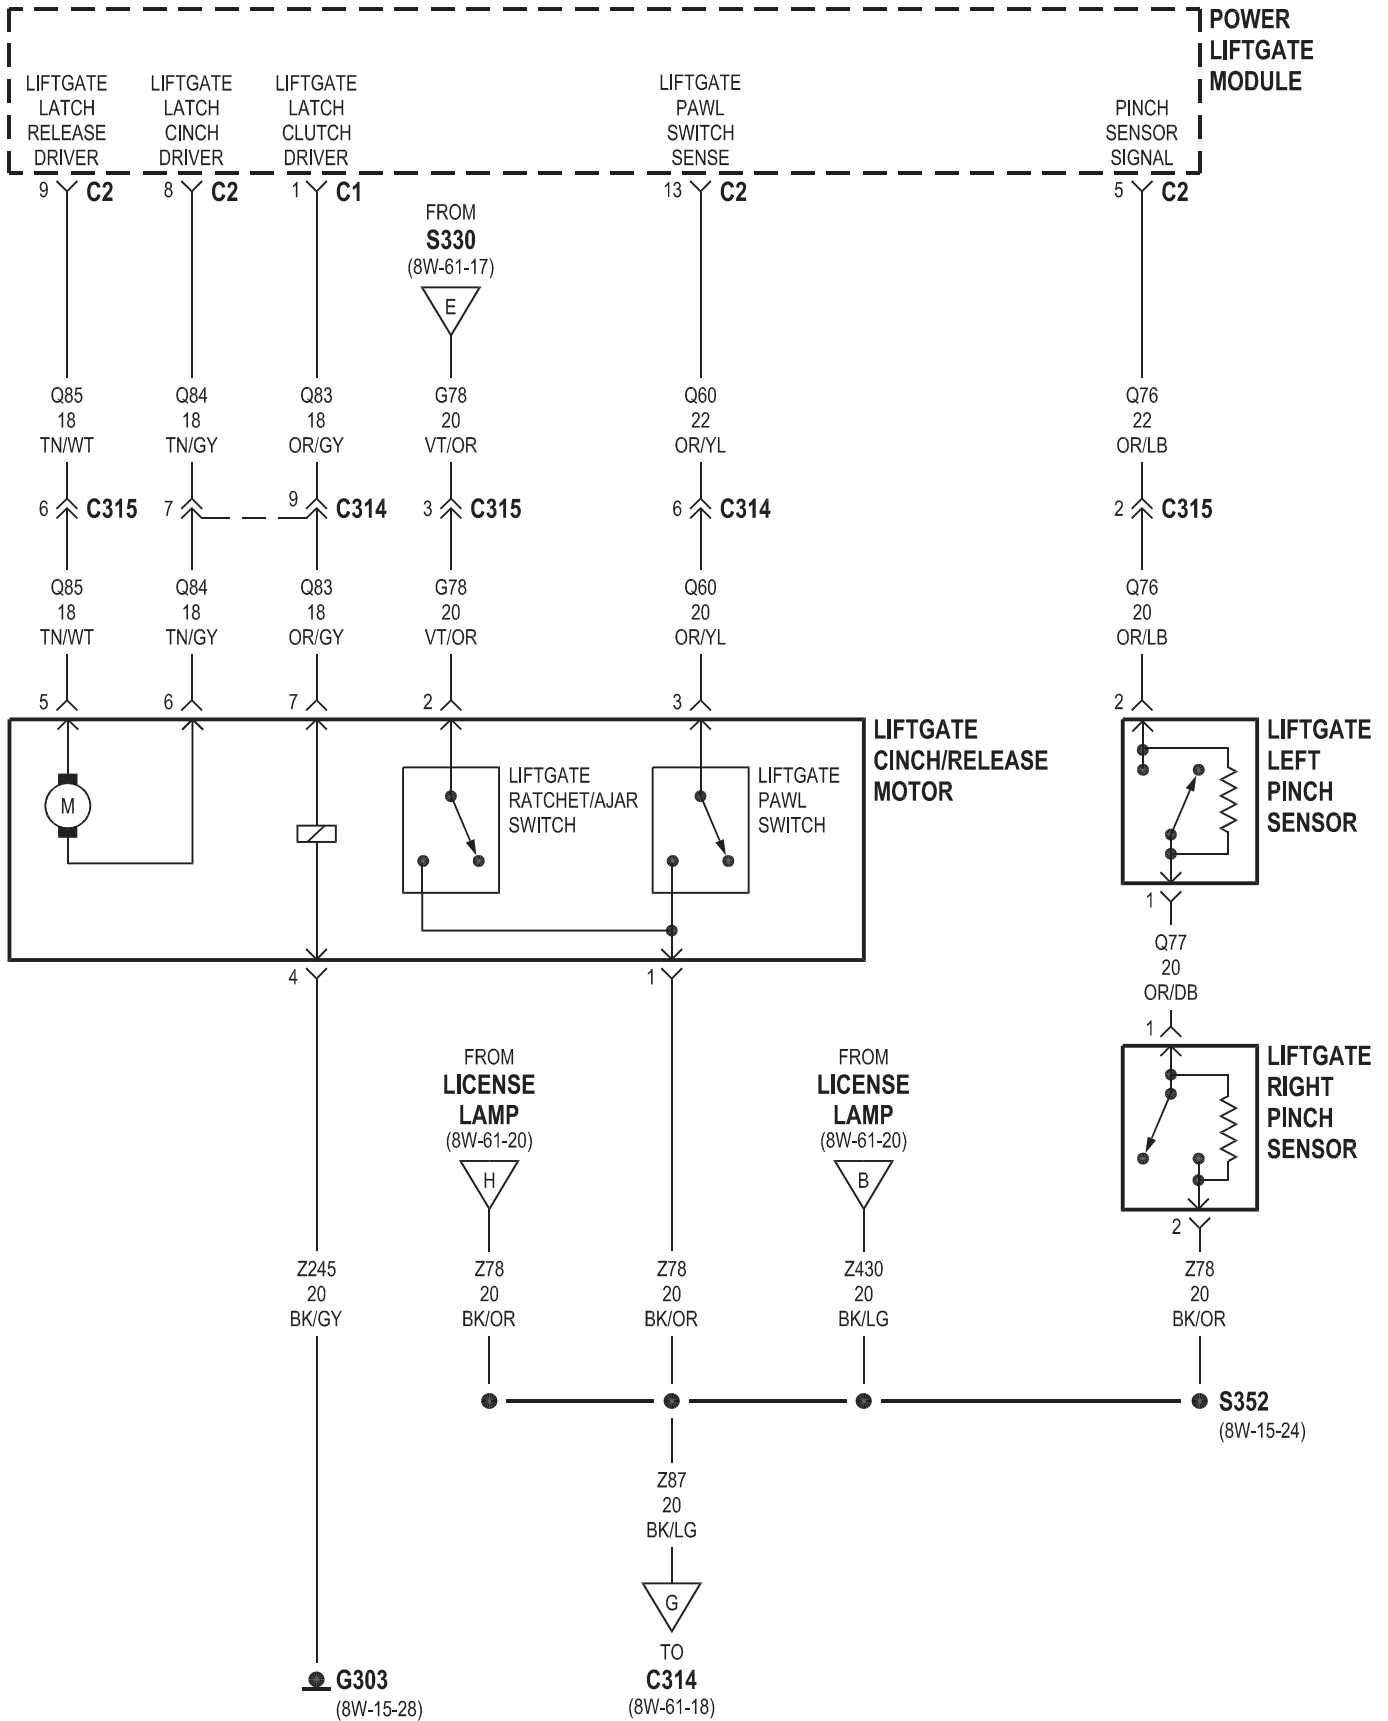 POWER
LIFTGATE
MODULE
LIFTGATE
LATCH
RELEASE
DRIVER
LIFTGATE
LATCH
CINCH
DRIVER
LIFTGATE
LATCH
CLUTCH
DRIVER
LIFTGATE
PAWL
SWITCH
SENSE
PINCH
SENSOR
SIGNAL
9 C2
8 C2
1 C1
13 C2
5 C2
FROM
S330
(8W-61-17)
E
Q85
18
TN/WT
Q84
18
TN/GY
Q83
18
OR/GY
G78
20
VT/OR
Q60
22
OR/YL
Q76
22
OR/LB
6 C315
7
9 C314
3 C315
6 C314
2 C315
Q85
18
TN/WT
Q84
18
TN/GY
Q83
18
OR/GY
G78
20
VT/OR
Q60
20
OR/YL
Q76
20
OR/LB
5
6
7
2
3
2
LIFTGATE
CINCH/RELEASE
MOTOR
M
LIFTGATE
RATCHET/AJAR
SWITCH
LIFTGATE
PAWL
SWITCH
LIFTGATE
LEFT
PINCH
SENSOR
4
1
1
Q77
20
OR/DB
1
LIFTGATE
RIGHT
PINCH
SENSOR
2
FROM
LICENSE
LAMP
(8W-61-20)
H
FROM
LICENSE
LAMP
(8W-61-20)
B
Z245
20
BK/GY
Z78
20
BK/OR
Z78
20
BK/OR
Z430
20
BK/LG
Z78
20
BK/OR
S352
(8W-15-24)
Z87
20
BK/LG
G
TO
C314
(8W-61-18)
G303
(8W-15-28)